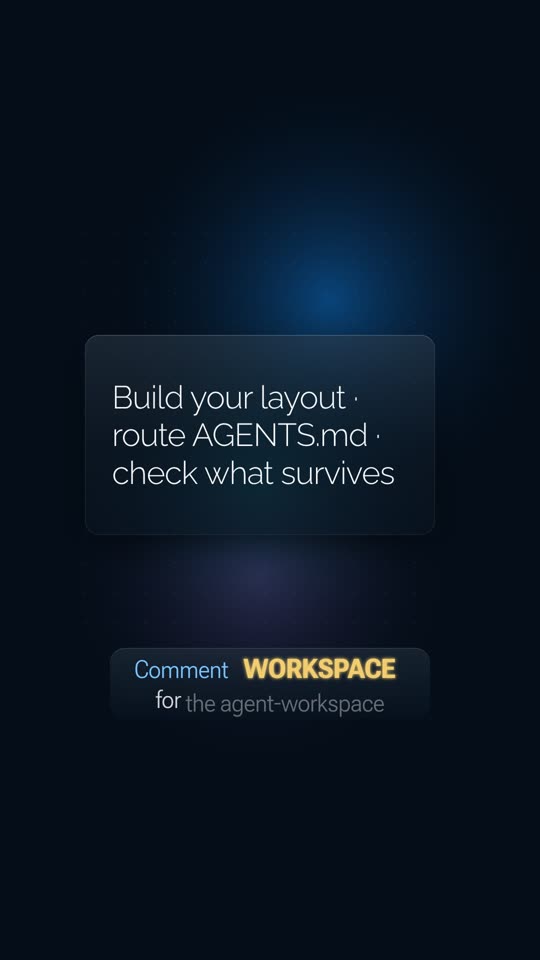 Build your layout ·
route AGENTS.md ·
check what survives
Comment WORKSPACE
for the agent-workspace